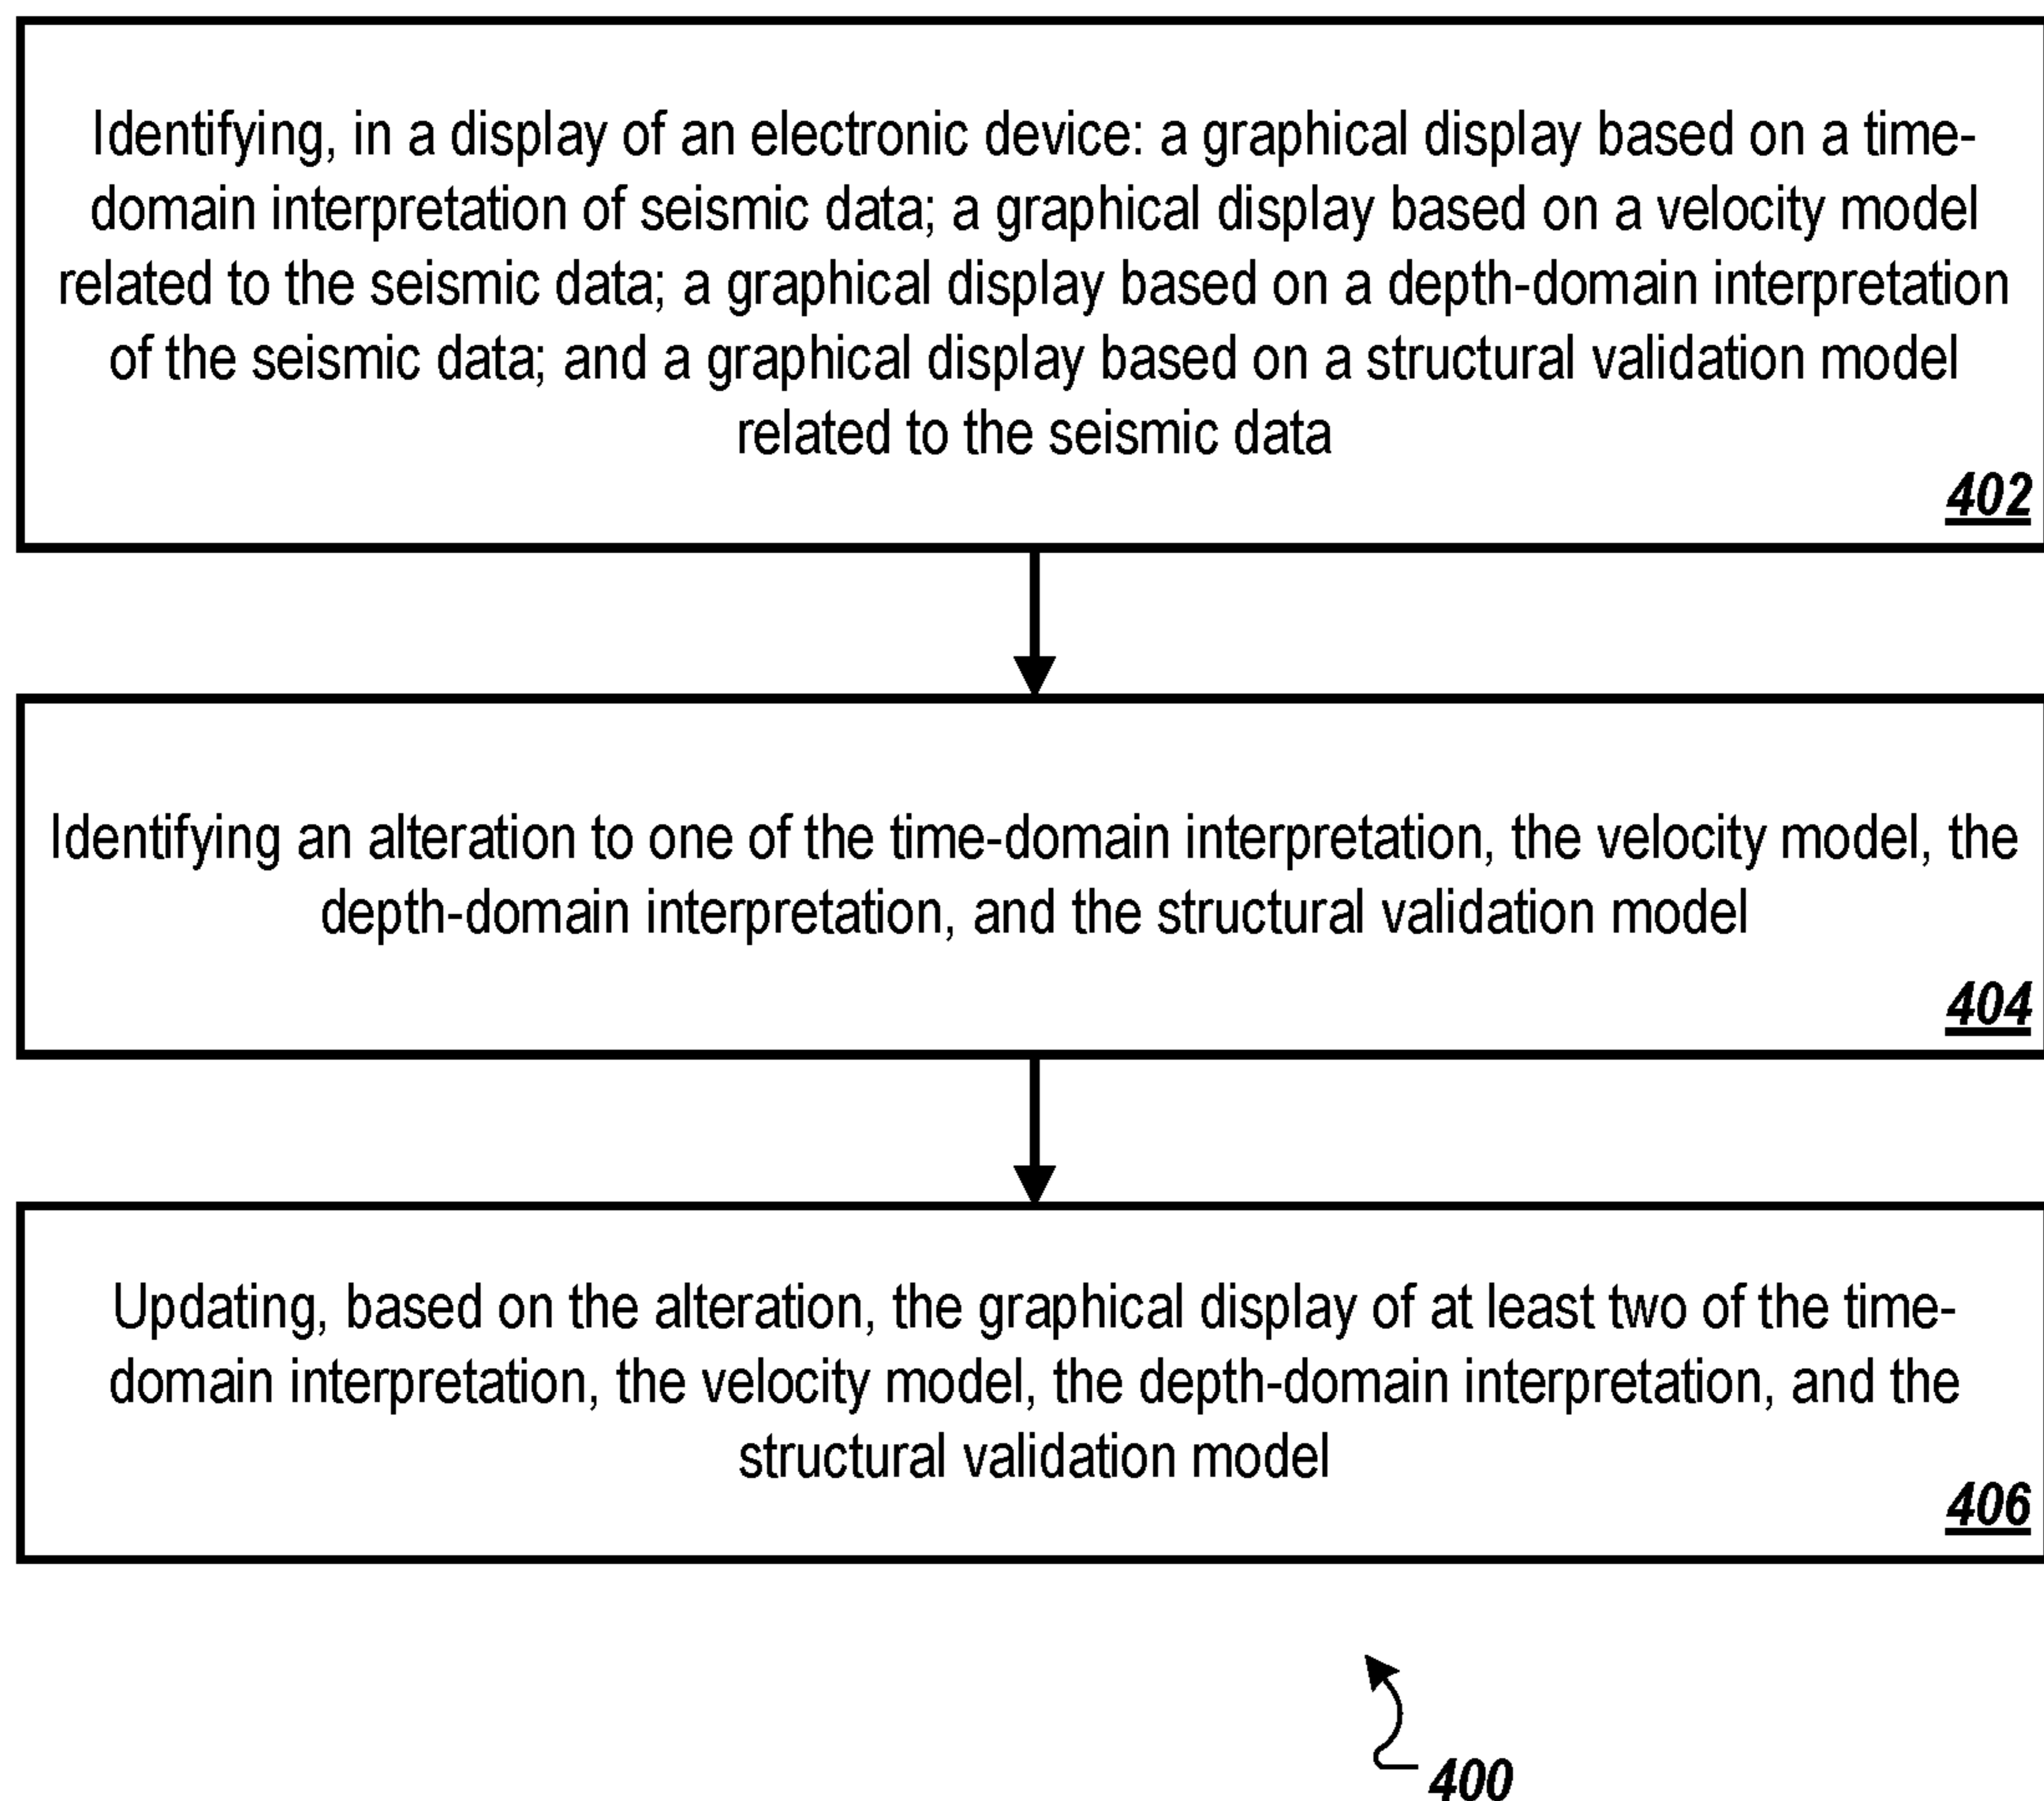 Identifying, in a display of an electronic device: a graphical display based on a time-
domain interpretation of seismic data; a graphical display based on a velocity model
related to the seismic data; a graphical display based on a depth-domain interpretation
of the seismic data; and a graphical display based on a structural validation model
related to the seismic data
402
Identifying an alteration to one of the time-domain interpretation, the velocity model, the
depth-domain interpretation, and the structural validation model
404
Updating, based on the alteration, the graphical display of at least two of the time-
domain interpretation, the velocity model, the depth-domain interpretation, and the
structural validation model
406
400